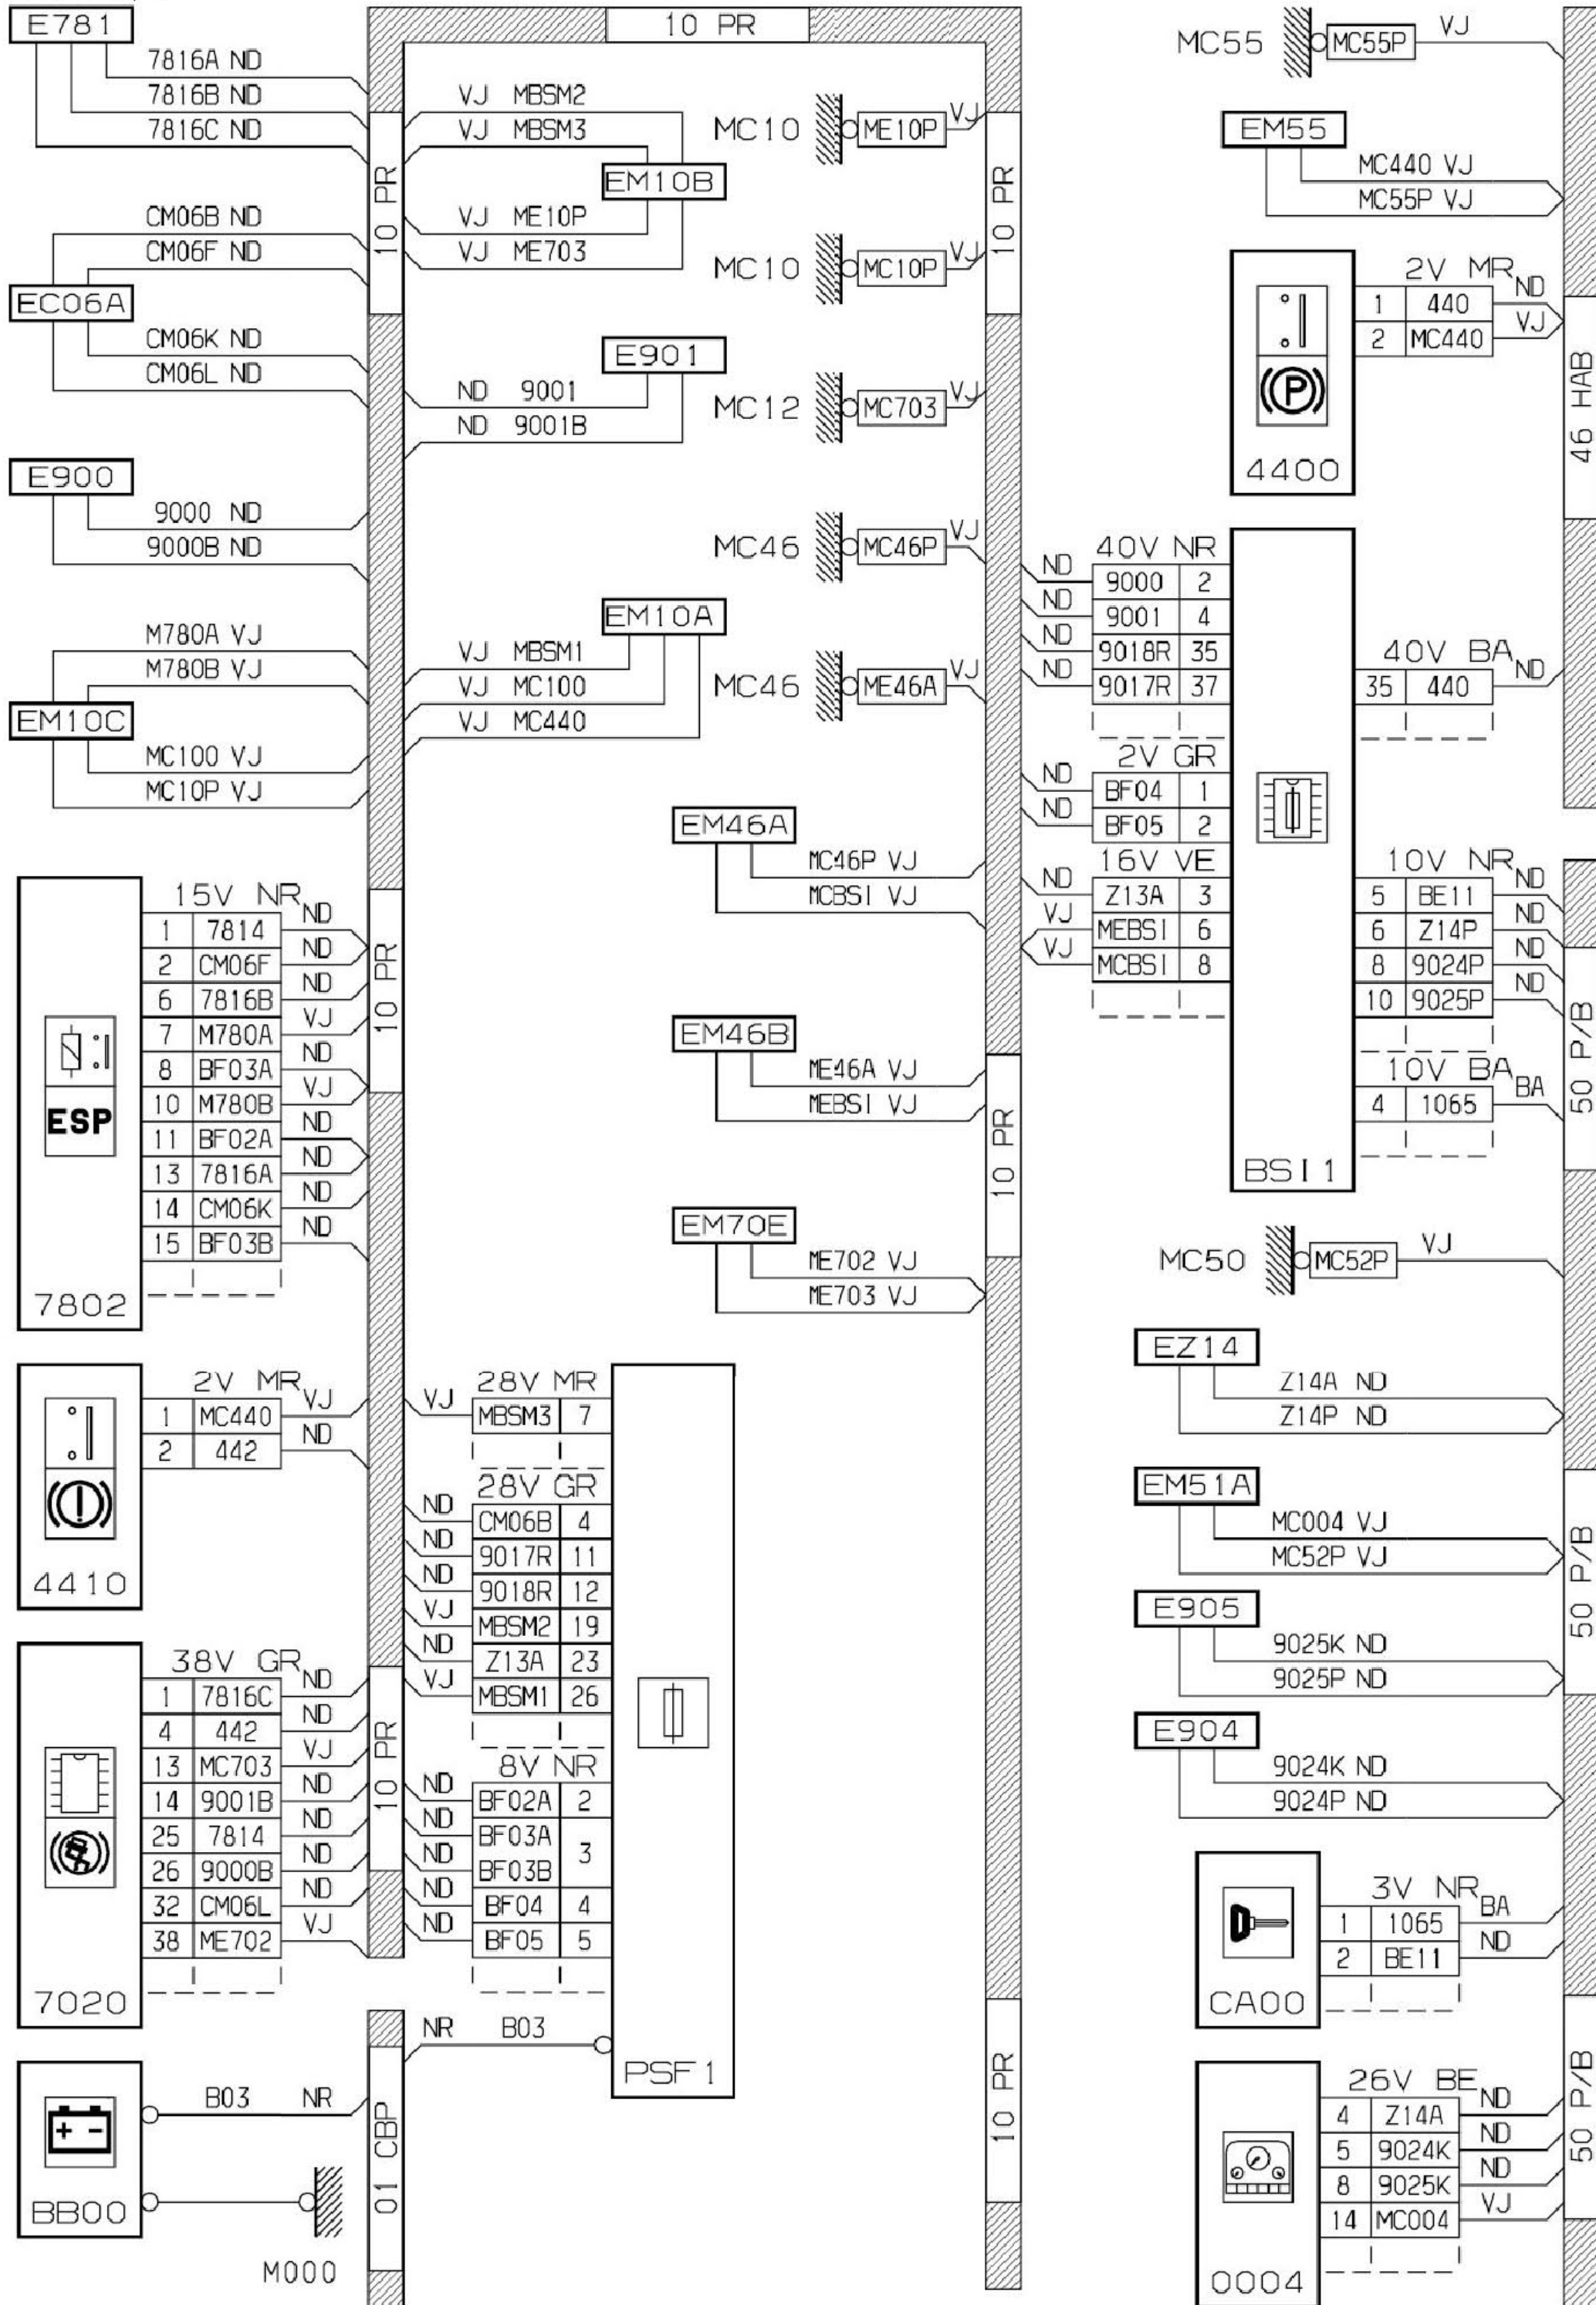 E781
7816A ND
7816B ND
7816C ND
CM06B ND
CM06F ND
EC06A
CM06K ND
CM06L ND
E900
9000 ND
9000B ND
M780A VJ
M780B VJ
EM10C
MC100 VJ
MC10P VJ
15V NR
1 7814 ND
2 CM06F ND
6 7816B ND
7 M780A VJ
8 BF03A ND
10 M780B VJ
11 BF02A ND
13 7816A ND
14 CM06K ND
15 BF03B ND
ESP
7802
2V MR
1 MC440 VJ
2 442 ND
4410
38V GR
1 7816C ND
4 442 ND
13 MC703 VJ
14 9001B ND
25 7814 ND
26 9000B ND
32 CM06L ND
38 ME702 VJ
7020
B03 NR
+ -
BB00
M000
10 PR
10 PR
10 PR
10 PR
01 CBP
VJ MBSM2
VJ MBSM3
EM10B
VJ ME10P
VJ ME703
E901
ND 9001
ND 9001B
EM10A
VJ MBSM1
VJ MC100
VJ MC440
MC10 ME10P VJ
MC10 MC10P VJ
MC12 MC703 VJ
MC46 MC46P VJ
MC46 ME46A VJ
EM46A
MC46P VJ
MCBSI VJ
EM46B
ME46A VJ
MEBSI VJ
EM70E
ME702 VJ
ME703 VJ
28V MR
VJ MBSM3 7
28V GR
ND CM06B 4
ND 9017R 11
ND 9018R 12
VJ MBSM2 19
ND Z13A 23
VJ MBSM1 26
8V NR
ND BF02A 2
ND BF03A 3
ND BF03B
ND BF04 4
ND BF05 5
NR B03
PSF1
10 PR
10 PR
10 PR
MC55 MC55P VJ
EM55
MC440 VJ
MC55P VJ
2V MR
1 440 ND
2 MC440 VJ
(P)
4400
40V NR
ND 9000 2
ND 9001 4
ND 9018R 35
ND 9017R 37
2V GR
ND BF04 1
ND BF05 2
16V VE
ND Z13A 3
VJ MEBSI 6
VJ MCBSI 8
40V BA
35 440 ND
10V NR
5 BE11 ND
6 Z14P ND
8 9024P ND
10 9025P ND
10V BA
4 1065 BA
BSI1
MC50 MC52P VJ
EZ14
Z14A ND
Z14P ND
EM51A
MC004 VJ
MC52P VJ
E905
9025K ND
9025P ND
E904
9024K ND
9024P ND
3V NR
1 1065 BA
2 BE11 ND
CA00
26V BE
4 Z14A ND
5 9024K ND
8 9025K ND
14 MC004 VJ
0004
46 HAB
50 P/B
50 P/B
50 P/B